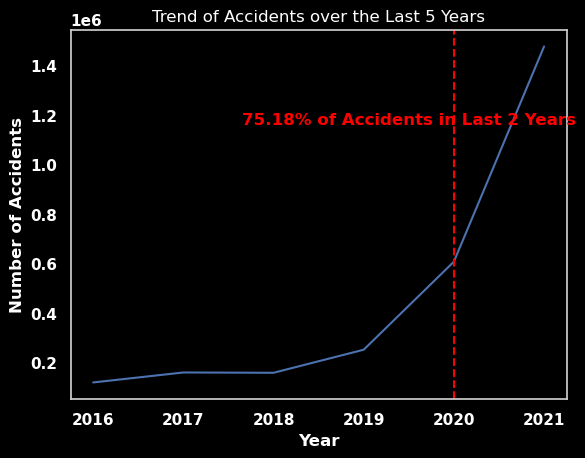 Trend of Accidents over the Last 5 Years
1e6
1.4
1.2
1.0
0.8
0.6
0.4
0.2
Number of Accidents
75.18% of Accidents in Last 2 Years
2016 2017 2018 2019 2020 2021
Year